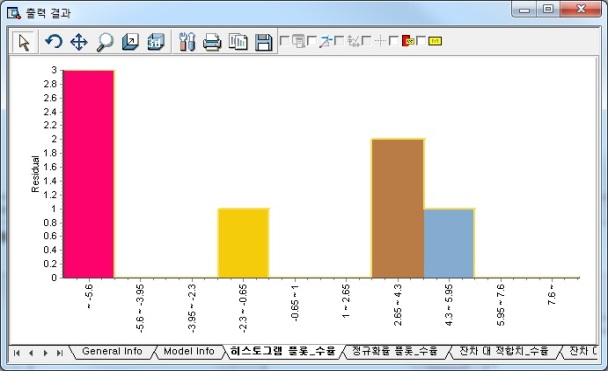 출력 결과
3
2.8
2.6
2.4
2.2
2
1.8
1.6
1.4
1.2
1
0.8
0.6
0.4
0.2
0
Residual
~ -5.6
-5.6 ~ -3.95
-3.95 ~ -2.3
-2.3 ~ -0.65
-0.65 ~ 1
1 ~ 2.65
2.65 ~ 4.3
4.3 ~ 5.95
5.95 ~ 7.6
7.6 ~
General Info Model Info 히스토그램 플롯_수율 정규확률 플롯_수율 잔차 대 적합치_수율 잔차 대